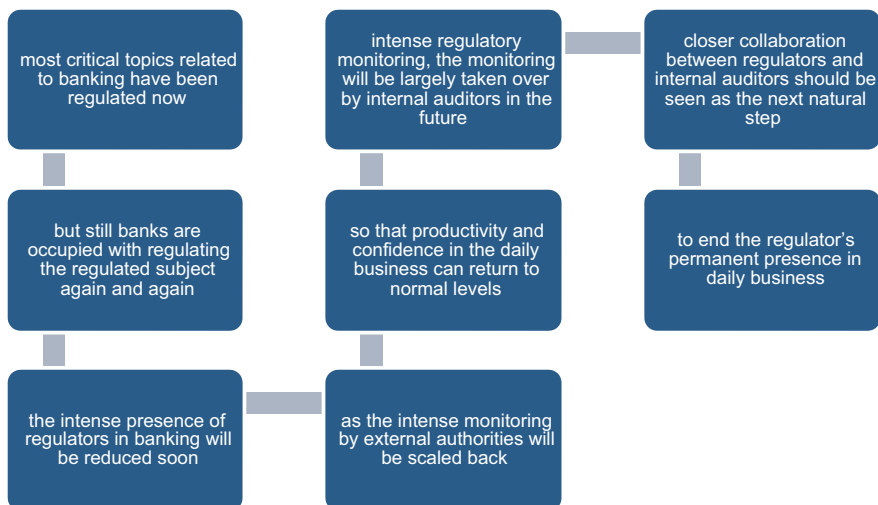 most critical topics related
to banking have been
regulated now
but still banks are
occupied with regulating
the regulated subject
again and again
the intense presence of
regulators in banking will
be reduced soon
as the intense monitoring
by external authorities will
be scaled back
so that productivity and
confidence in the daily
business can return to
normal levels
intense regulatory
monitoring, the monitoring
will be largely taken over
by internal auditors in the
future
closer collaboration
between regulators and
internal auditors should be
seen as the next natural
step
to end the regulator’s
permanent presence in
daily business